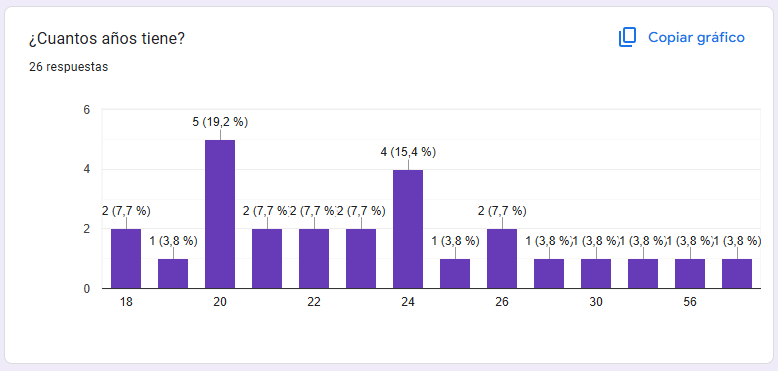 ¿Cuantos años tiene?
Copiar gráfico
26 respuestas
6
4
2
0
2 (7,7 %)
1 (3,8 %)
5 (19,2 %)
2 (7,7 %)
2 (7,7 %)
2 (7,7 %)
4 (15,4 %)
1 (3,8 %)
2 (7,7 %)
1 (3,8 %)
1 (3,8 %)
1 (3,8 %)
1 (3,8 %)
1 (3,8 %)
18
20
22
24
26
30
56